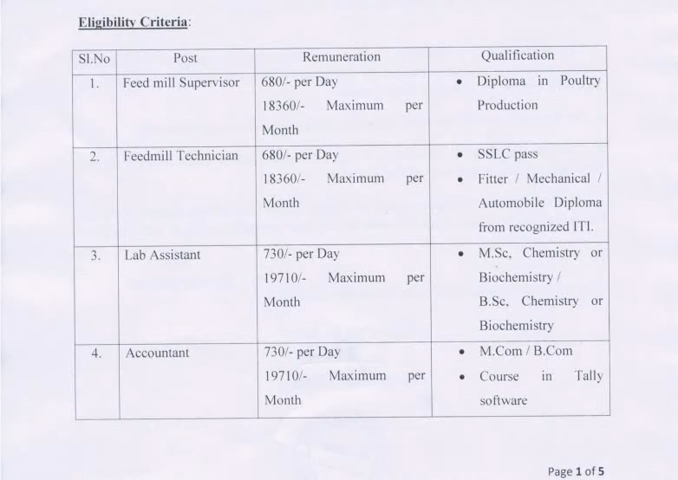 Eligibility Criteria:
Sl.No Post Remuneration Qualification
1. Feed mill Supervisor 680/- per Day • Diploma in Poultry
18360/- Maximum per Production
Month
2. Feedmill Technician 680/- per Day • SSLC pass
18360/- Maximum per • Fitter / Mechanical /
Month Automobile Diploma
from recognized ITI.
3. Lab Assistant 730/- per Day • M.Sc, Chemistry or
19710/- Maximum per Biochemistry /
Month B.Sc, Chemistry or
Biochemistry
4. Accountant 730/- per Day • M.Com / B.Com
19710/- Maximum per • Course in Tally
Month software
Page 1 of 5